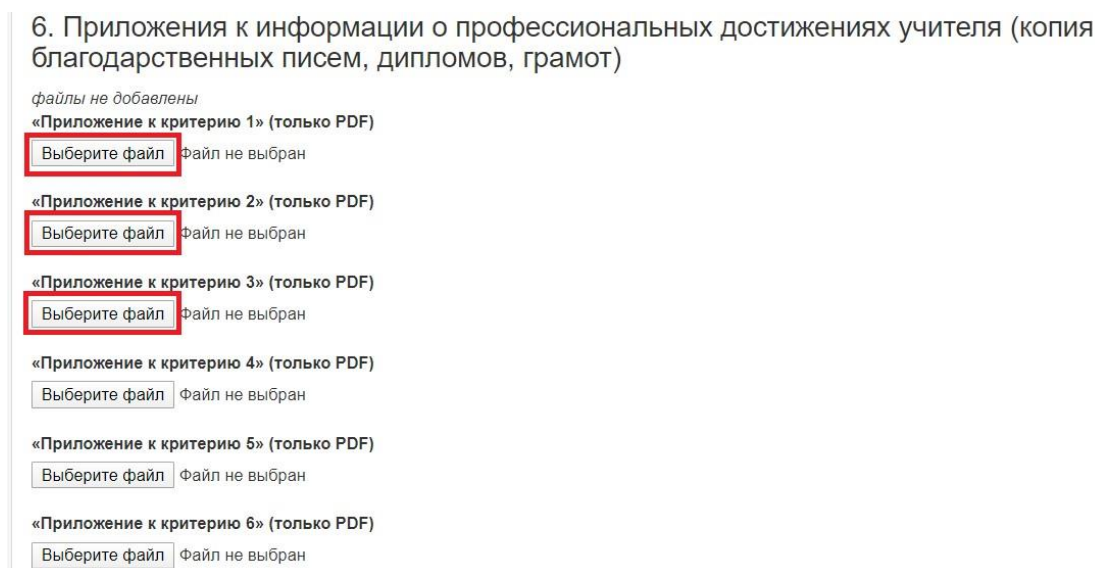 6. Приложения к информации о профессиональных достижениях учителя (копия
благодарственных писем, дипломов, грамот)
файлы не добавлены
«Приложение к критерию 1» (только PDF)
Выберите файл Файл не выбран
«Приложение к критерию 2» (только PDF)
Выберите файл Файл не выбран
«Приложение к критерию 3» (только PDF)
Выберите файл Файл не выбран
«Приложение к критерию 4» (только PDF)
Выберите файл Файл не выбран
«Приложение к критерию 5» (только PDF)
Выберите файл Файл не выбран
«Приложение к критерию 6» (только PDF)
Выберите файл Файл не выбран